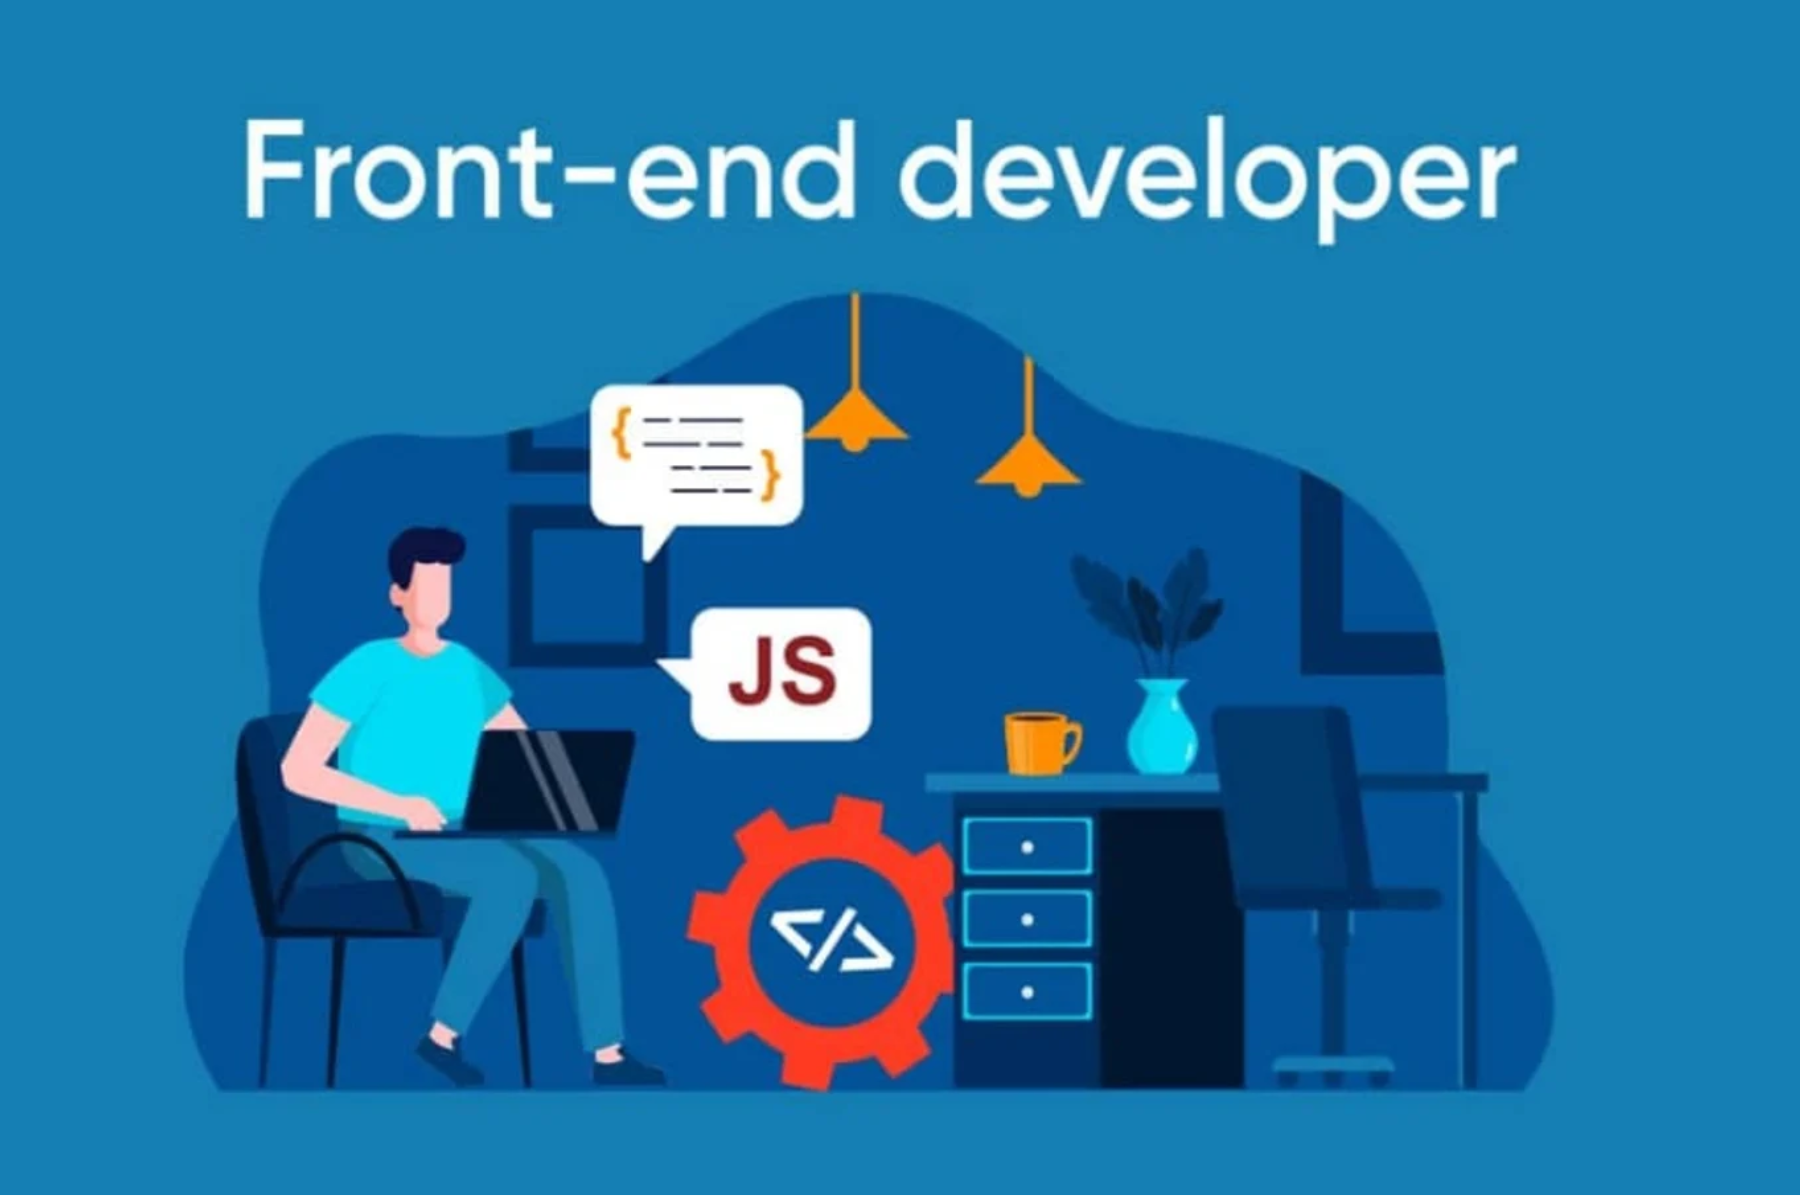 Front-end developer
{
}
JS
</>